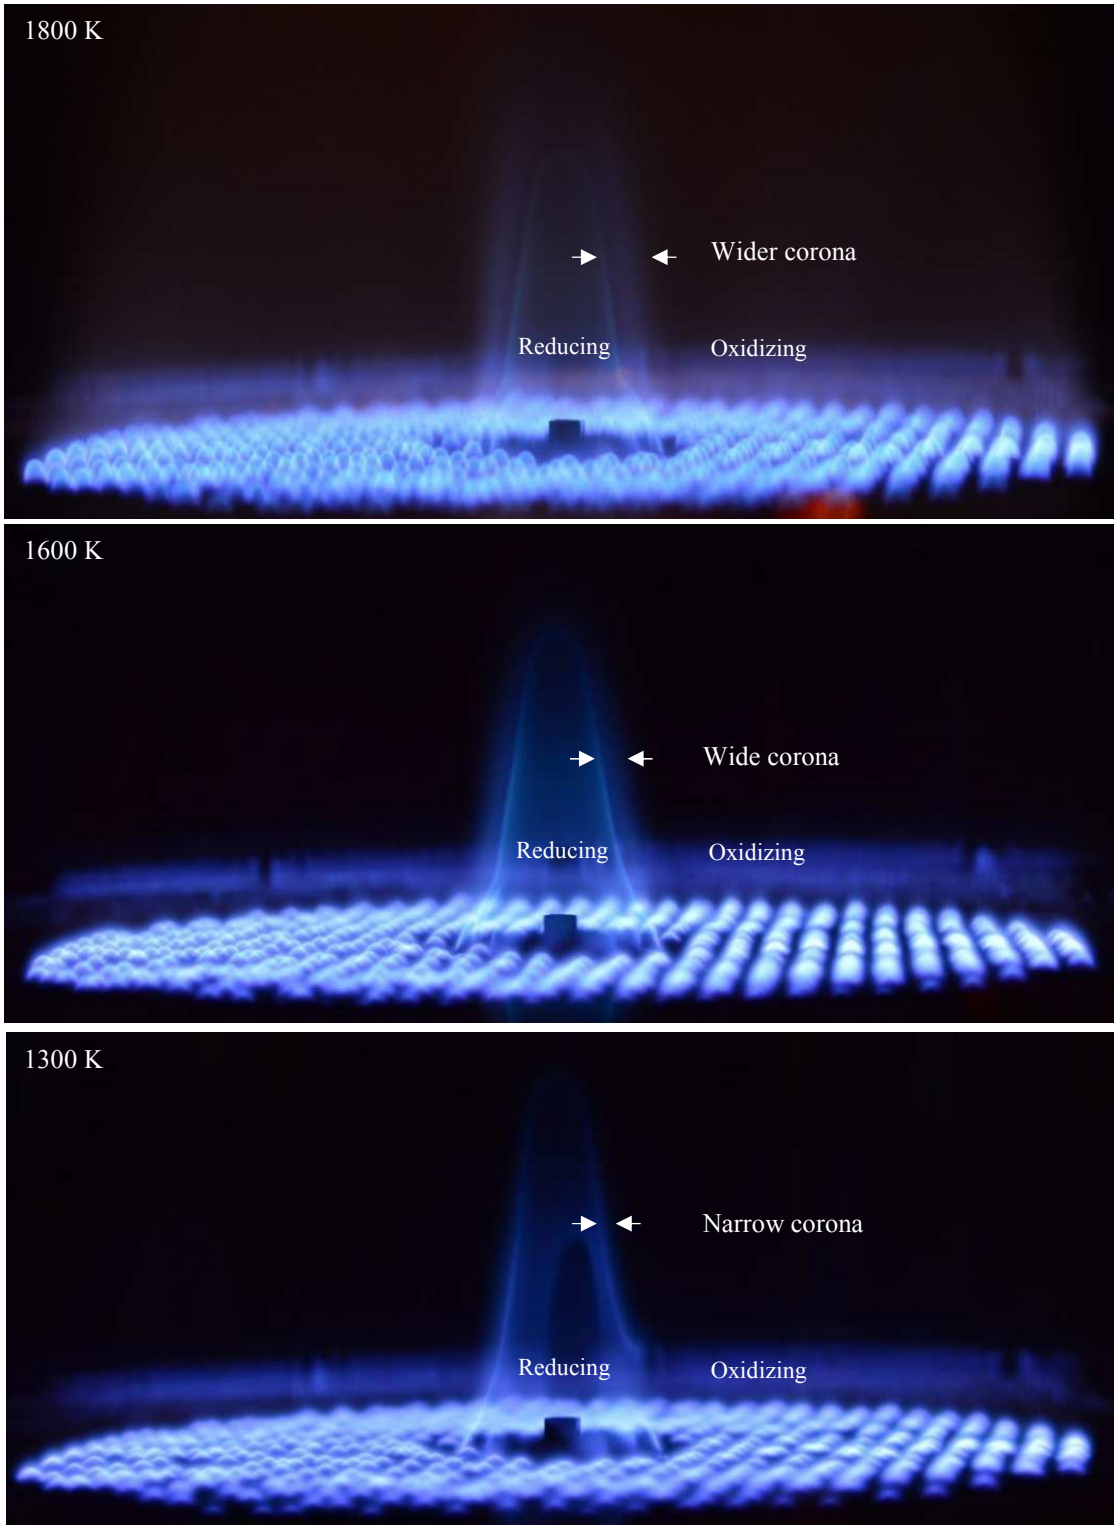 1800 K
Wider corona
Reducing
Oxidizing
1600 K
Wide corona
Reducing
Oxidizing
1300 K
Narrow corona
Reducing
Oxidizing